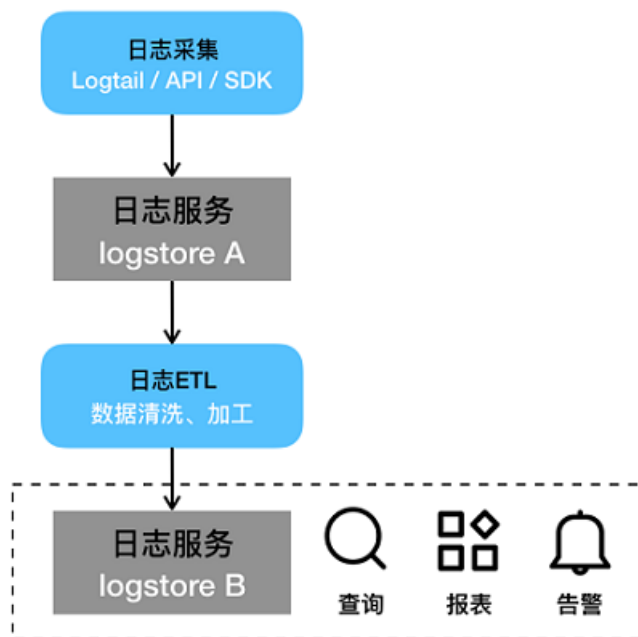 日志采集
Logtail / API / SDK
日志服务
logstore A
日志ETL
数据清洗、加工
日志服务
logstore B
查询
报表
告警